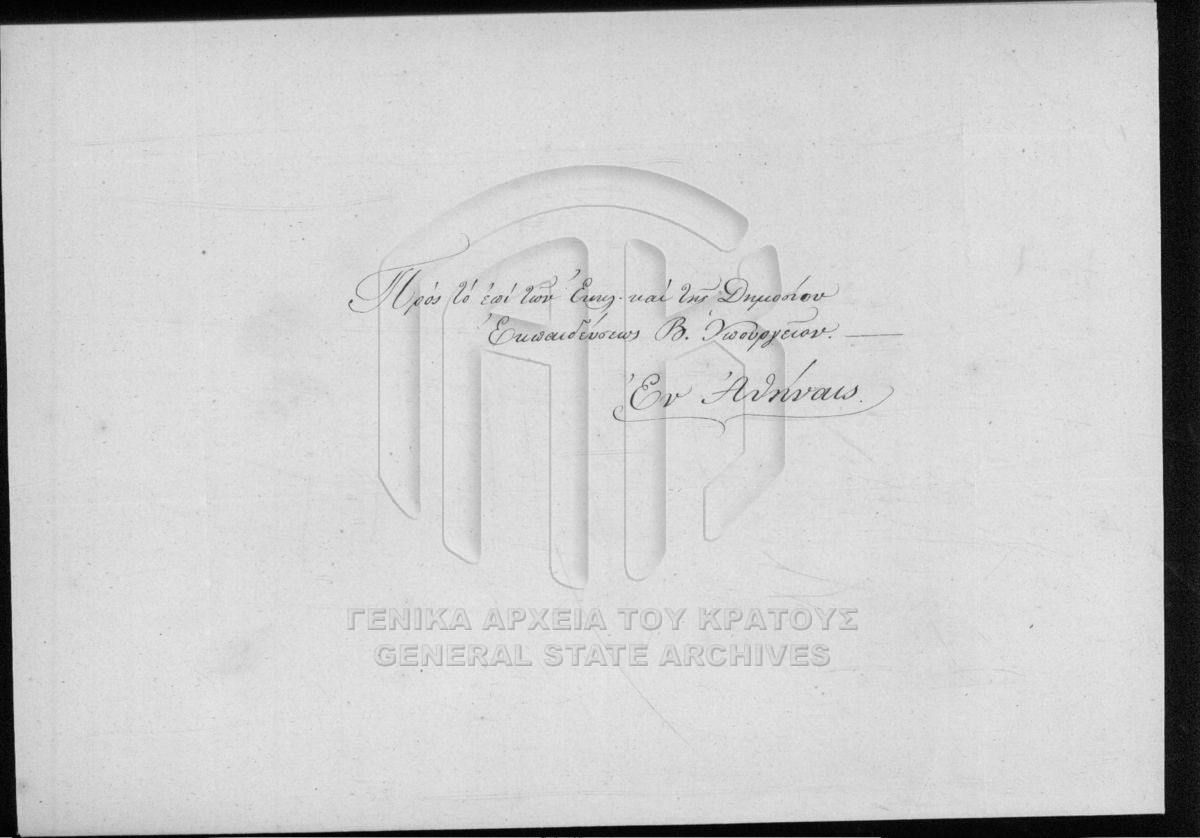 Πρὸς τὸ ἐπὶ τῶν Ἐκκλ. καὶ τῆς Δημοσίου
Ἐκπαιδεύσεως Β. Ὑπουργεῖον.
Ἐν Ἀθήναις.
ΓΕΝΙΚΑ ΑΡΧΕΙΑ ΤΟΥ ΚΡΑΤΟΥΣ
GENERAL STATE ARCHIVES